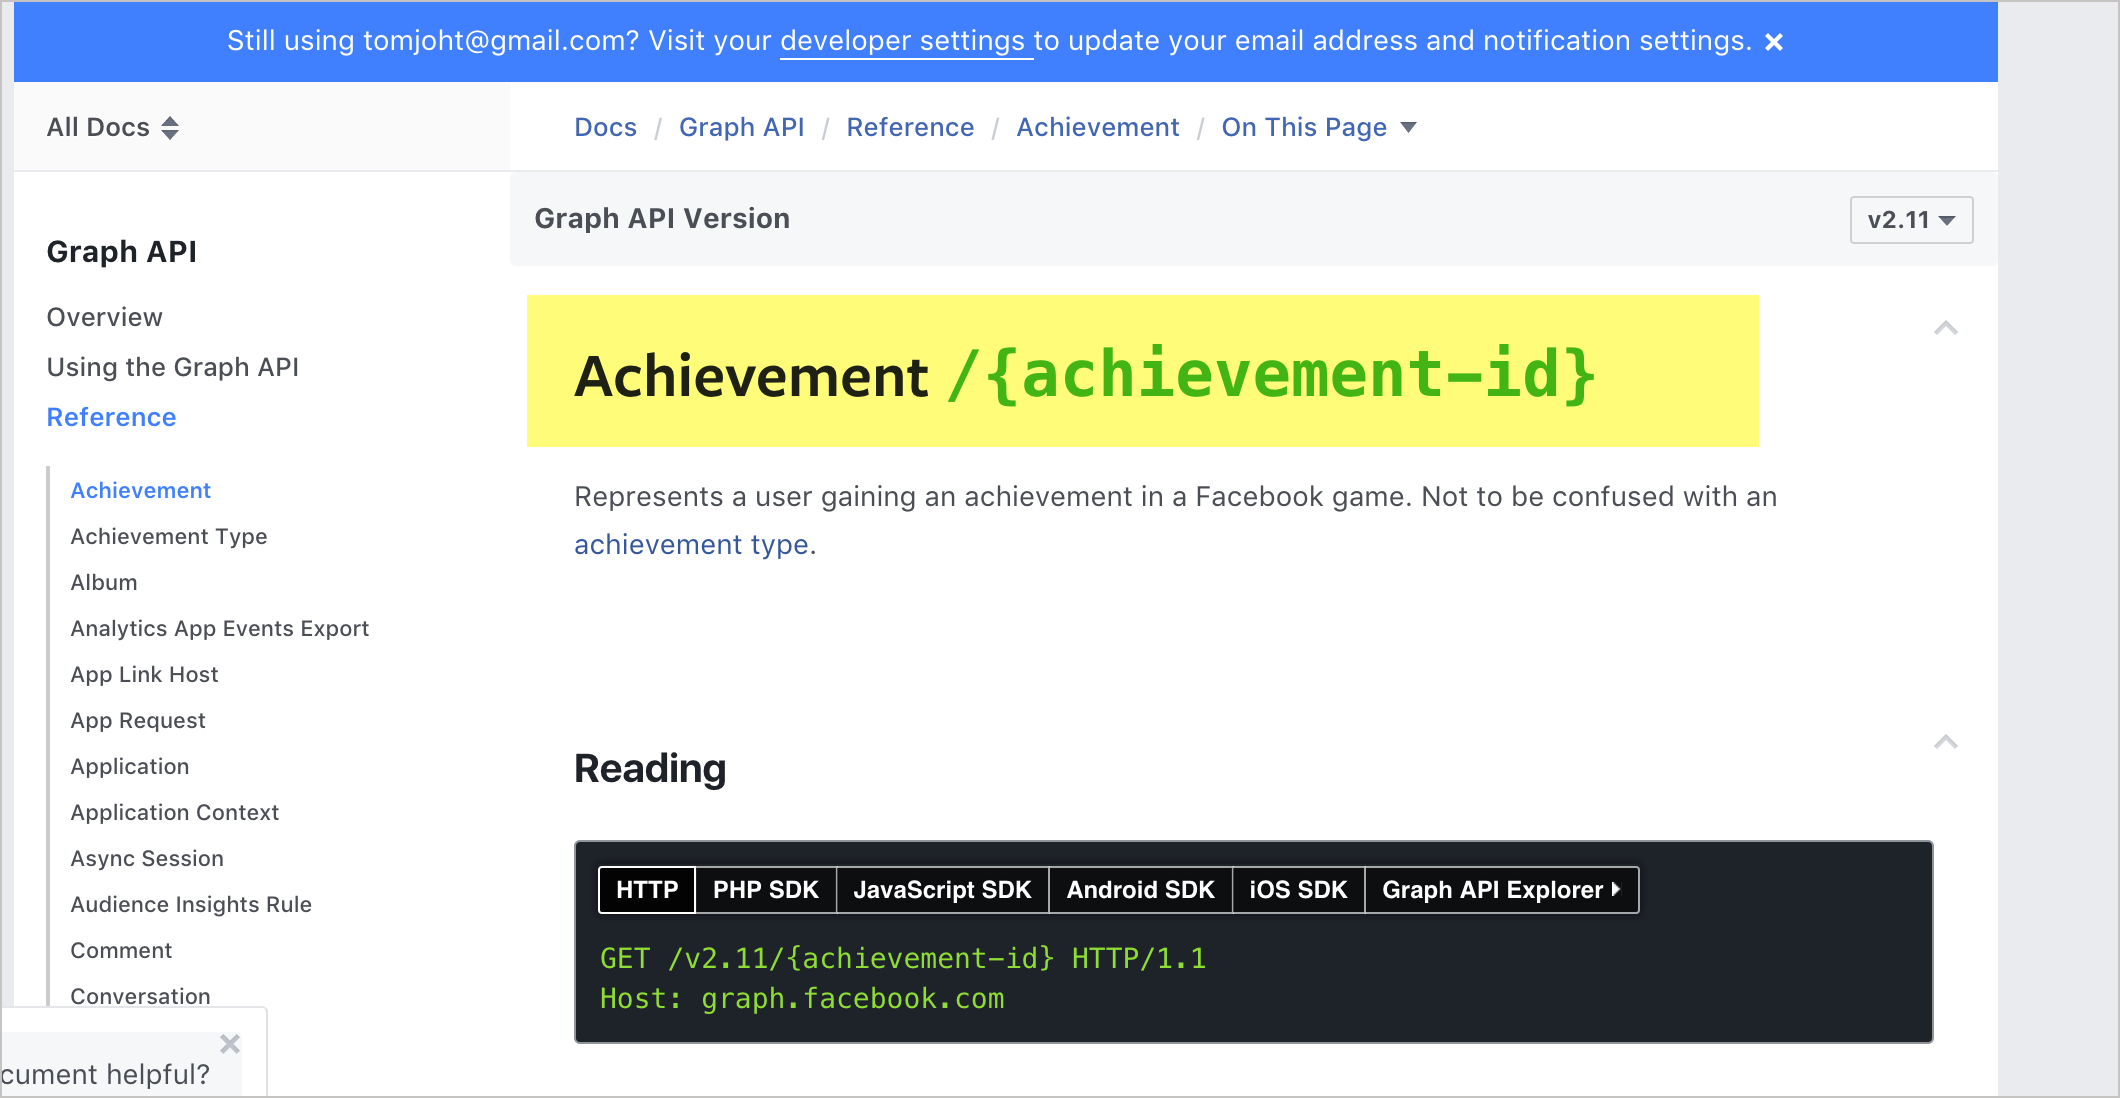 Still using tomjoht@gmail.com? Visit your developer settings to update your email address and notification settings. ×
All Docs
Docs / Graph API / Reference / Achievement / On This Page
Graph API Version
v2.11
Graph API
Overview
Using the Graph API
Reference
Achievement
Achievement Type
Album
Analytics App Events Export
App Link Host
App Request
Application
Application Context
Async Session
Audience Insights Rule
Comment
Conversation
Achievement /{achievement-id}
Represents a user gaining an achievement in a Facebook game. Not to be confused with an
achievement type.
Reading
HTTP PHP SDK JavaScript SDK Android SDK iOS SDK Graph API Explorer
GET /v2.11/{achievement-id} HTTP/1.1
Host: graph.facebook.com
×
cument helpful?